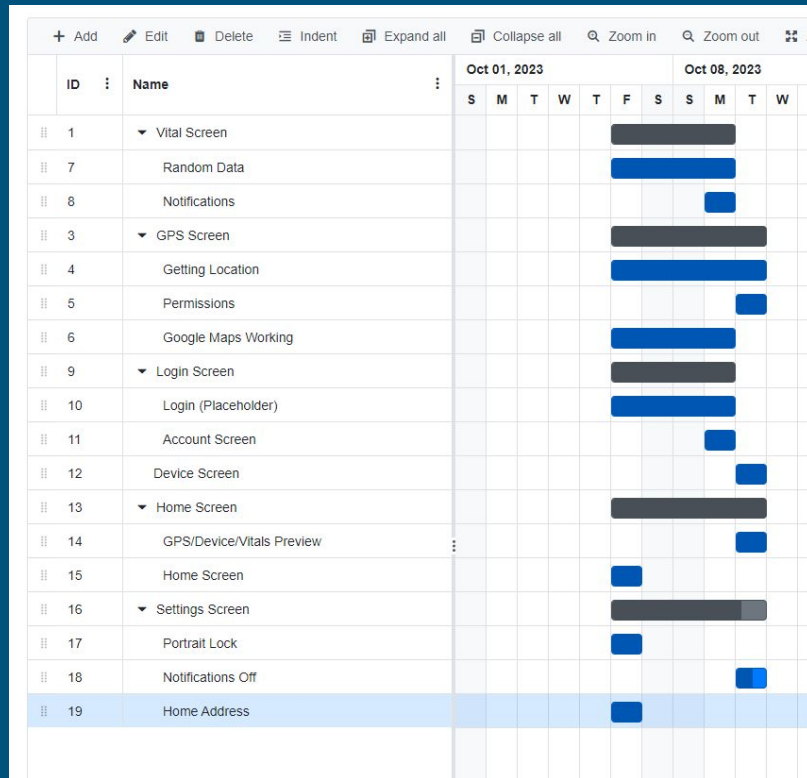 Add Edit Delete Indent Expand all Collapse all Zoom in Zoom out
ID Name Oct 01, 2023 Oct 08, 2023
S M T W T F S S M T W
1 Vital Screen
7 Random Data
8 Notifications
3 GPS Screen
4 Getting Location
5 Permissions
6 Google Maps Working
9 Login Screen
10 Login (Placeholder)
11 Account Screen
12 Device Screen
13 Home Screen
14 GPS/Device/Vitals Preview
15 Home Screen
16 Settings Screen
17 Portrait Lock
18 Notifications Off
19 Home Address